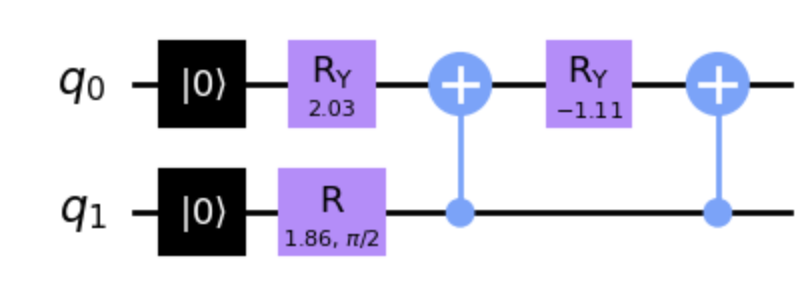 q0 |0⟩ RY 2.03 RY −1.11
q1 |0⟩ R 1.86, π/2